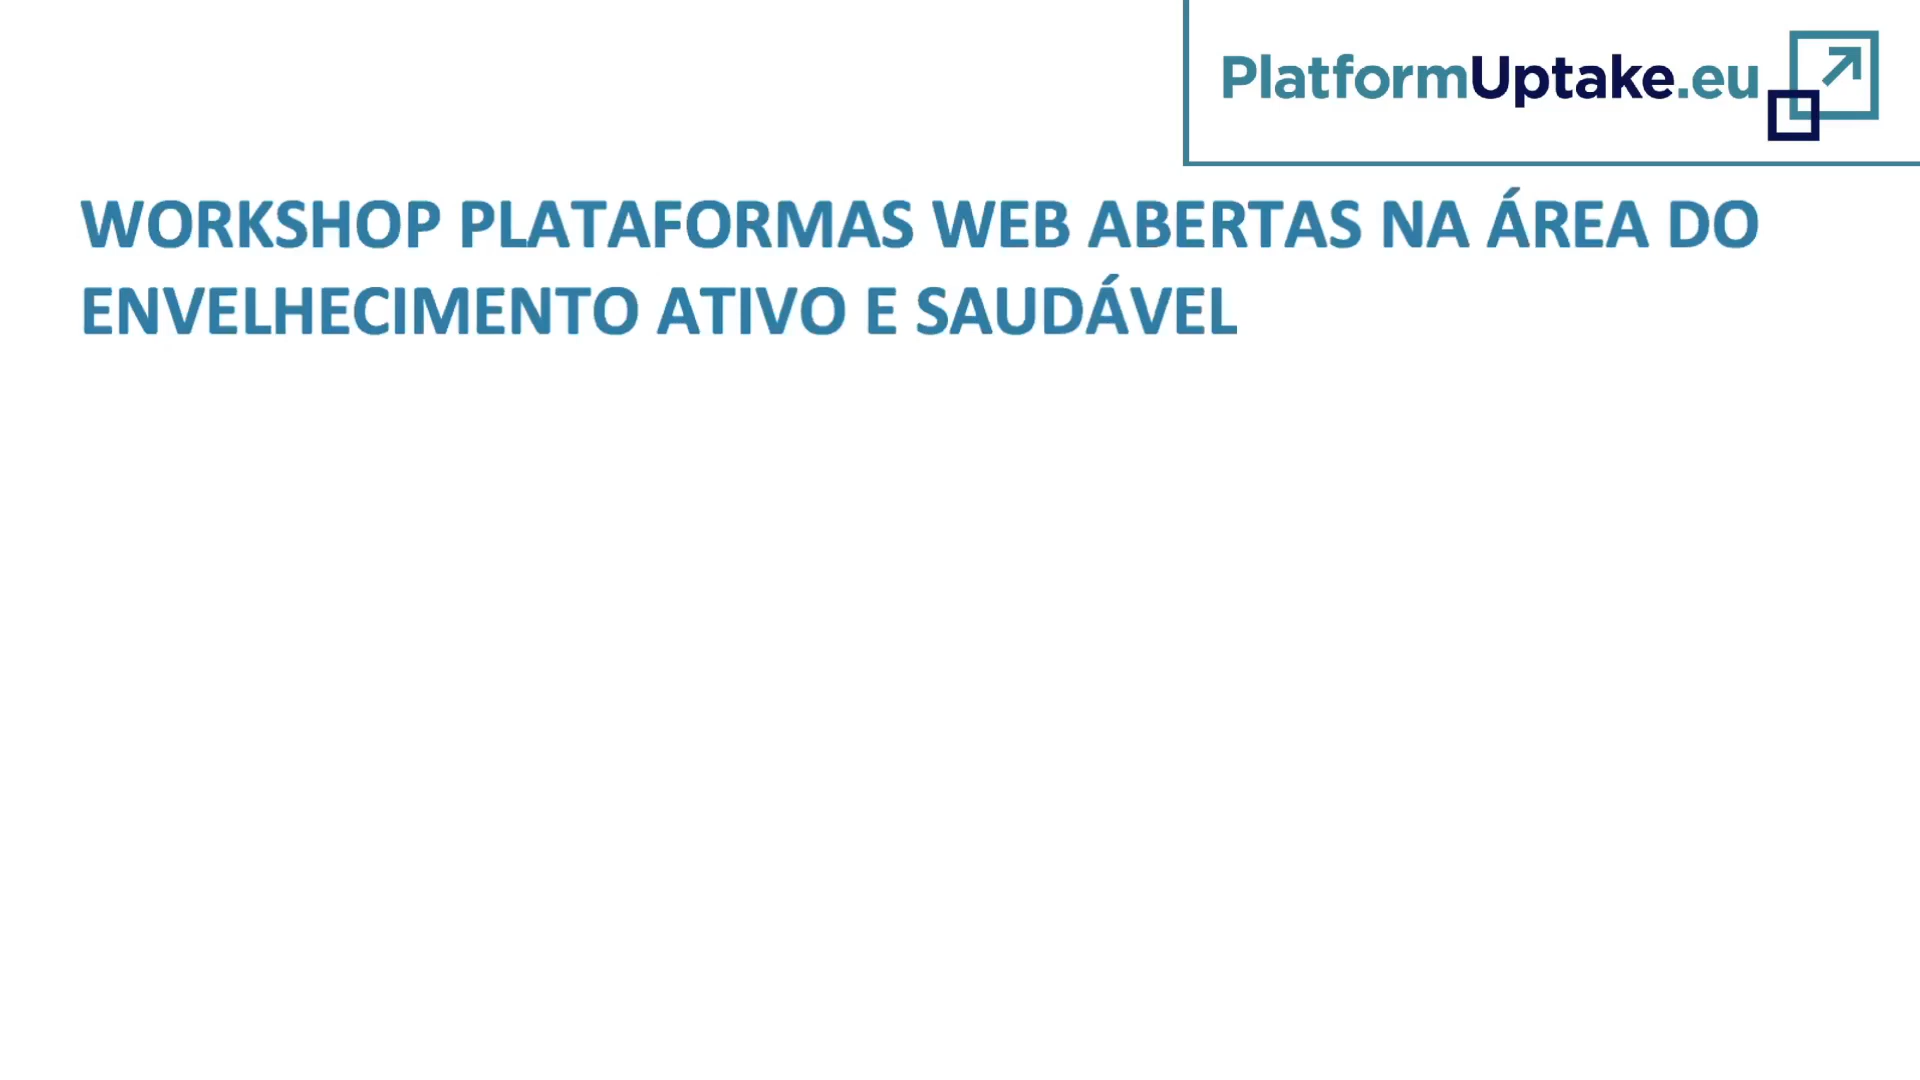 PlatformUptake.eu
WORKSHOP PLATAFORMAS WEB ABERTAS NA ÁREA DO
ENVELHECIMENTO ATIVO E SAUDÁVEL